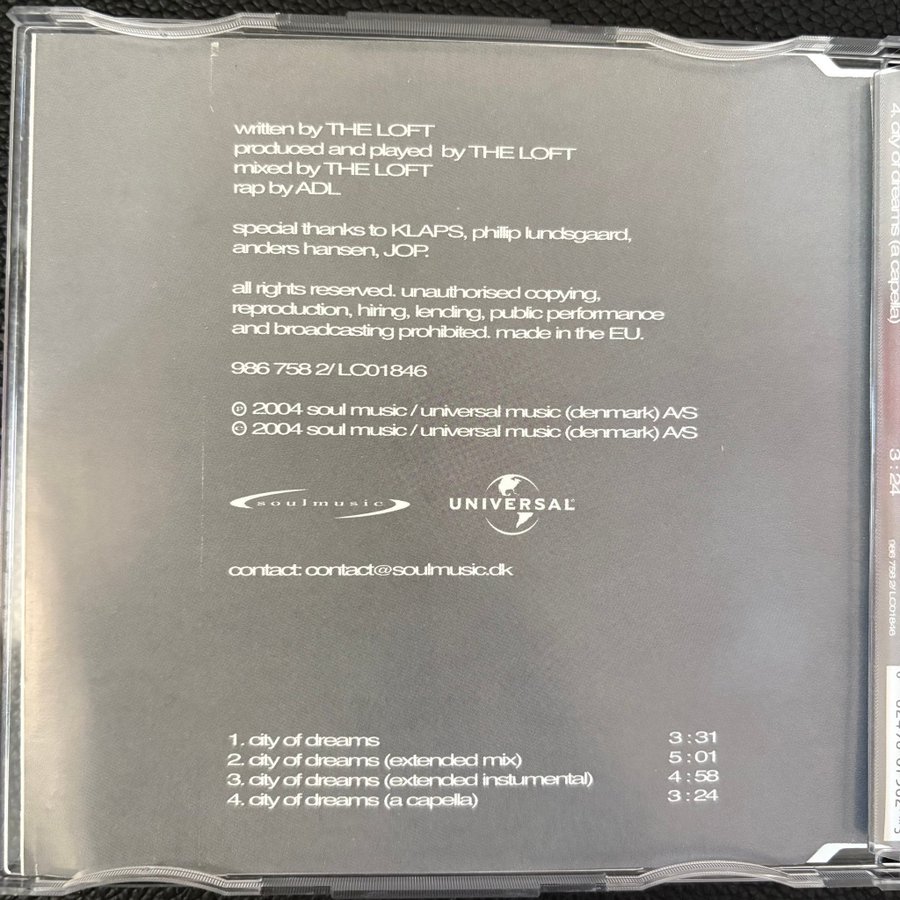 written by THE LOFT
produced and played by THE LOFT
mixed by THE LOFT
rap by ADL.
special thanks to KLAPS, phillip lundsgaard,
anders hansen, JOP.
all rights reserved. unauthorised copying,
reproduction, hiring, lending, public performance
and broadcasting prohibited. made in the EU.
986 758 2/ LC01846
℗ 2004 soul music / universal music (denmark) A/S
© 2004 soul music / universal music (denmark) A/S
soulmusic
UNIVERSAL
contact: contact@soulmusic.dk
1. city of dreams 3 : 31
2. city of dreams (extended mix) 5 : 01
3. city of dreams (extended instumental) 4 : 58
4. city of dreams (a capella) 3 : 24
4. city of dreams (a capella) 3 : 24
986 758 2/ LC01846